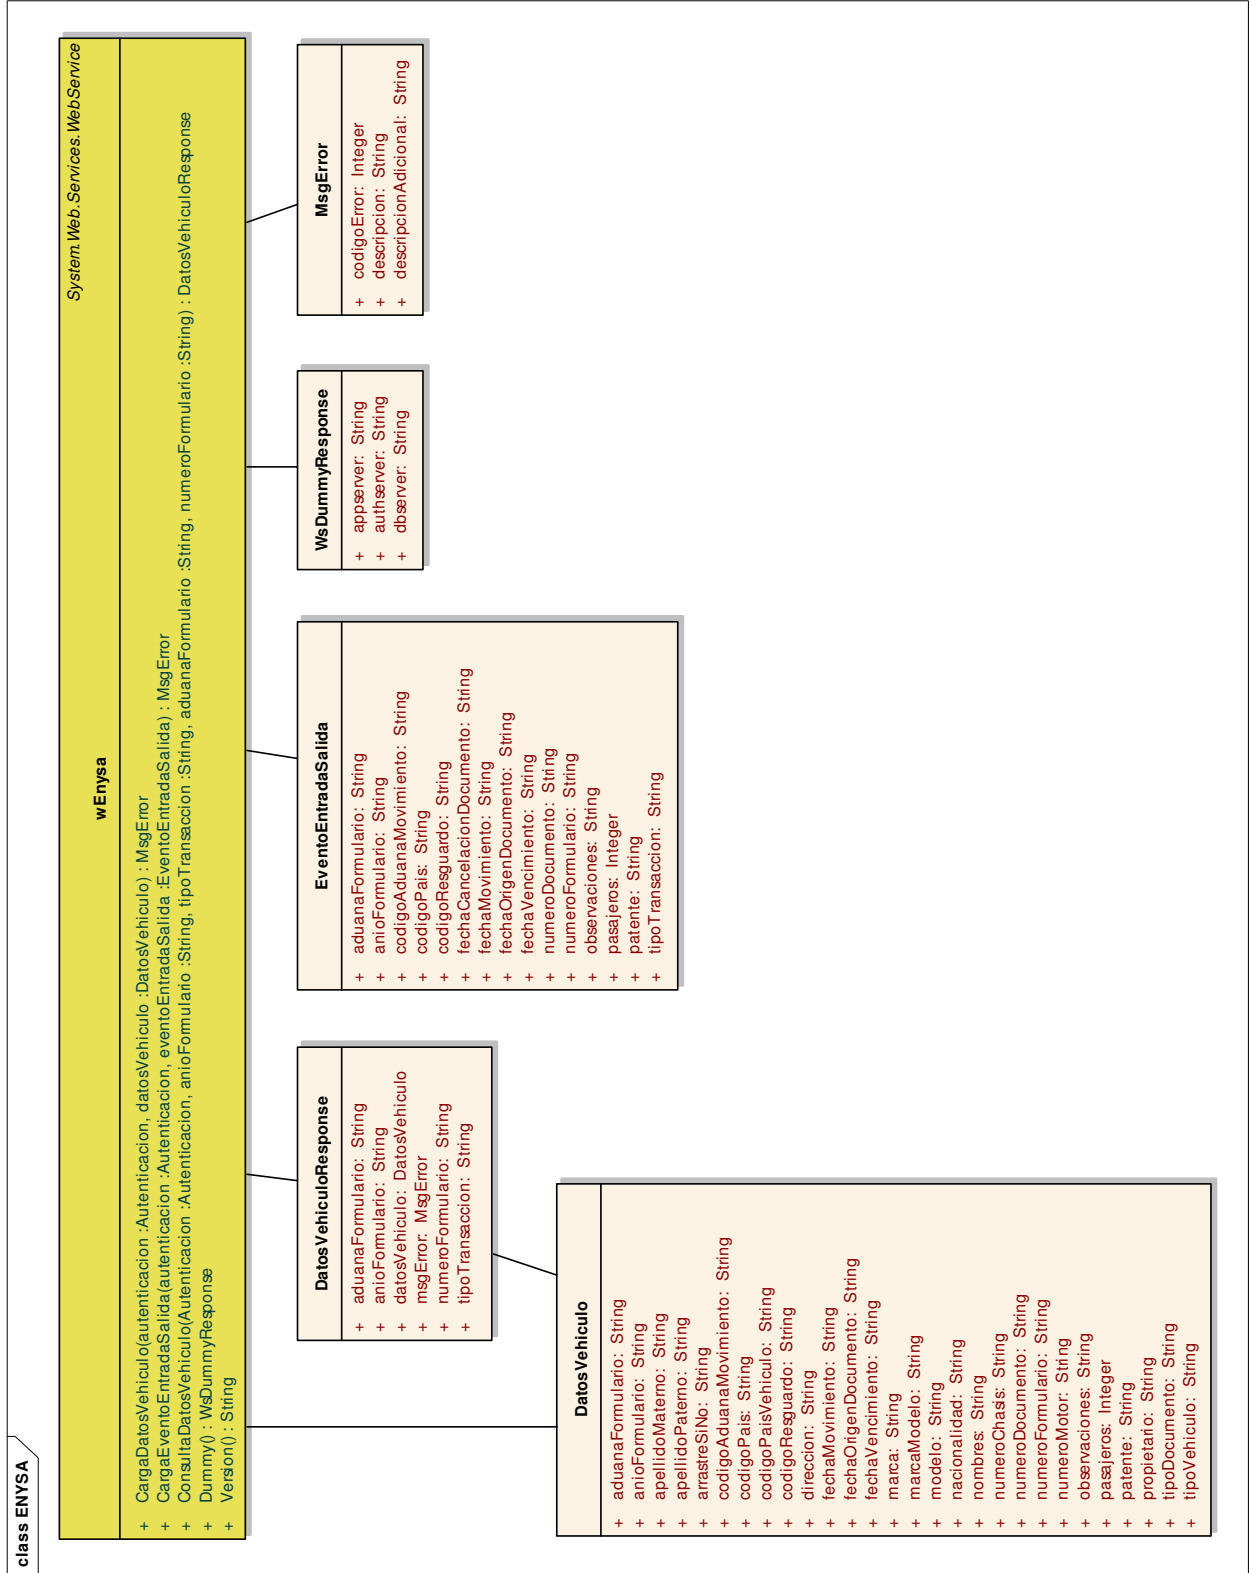 class ENYSA
System.Web.Services.WebService
wEnysa
+ CargaDatosVehiculo(autenticacion :Autenticacion, datosVehiculo :DatosVehiculo) : MsgError
+ CargaEventoEntradaSalida(autenticacion :Autenticacion, eventoEntradaSalida :EventoEntradaSalida) : MsgError
+ ConsultaDatosVehiculo(Autenticacion :Autenticacion, anioFormulario :String, tipoTransaccion :String, aduanaFormulario :String, numeroFormulario :String) : DatosVehiculoResponse
+ Dummy() : WsDummyResponse
+ Version() : String
DatosVehiculoResponse
+ aduanaFormulario: String
+ anioFormulario: String
+ datosVehiculo: DatosVehiculo
+ msgError: MsgError
+ numeroFormulario: String
+ tipoTransaccion: String
EventoEntradaSalida
+ aduanaFormulario: String
+ anioFormulario: String
+ codigoAduanaMovimiento: String
+ codigoPais: String
+ codigoResguardo: String
+ fechaCancelacionDocumento: String
+ fechaMovimiento: String
+ fechaOrigenDocumento: String
+ fechaVencimiento: String
+ numeroDocumento: String
+ numeroFormulario: String
+ observaciones: String
+ pasajeros: Integer
+ patente: String
+ tipoTransaccion: String
WsDummyResponse
+ appserver: String
+ authserver: String
+ dbserver: String
MsgError
+ codigoError: Integer
+ descripcion: String
+ descripcionAdicional: String
DatosVehiculo
+ aduanaFormulario: String
+ anioFormulario: String
+ apellidoMaterno: String
+ apellidoPaterno: String
+ arrastreSiNo: String
+ codigoAduanaMovimiento: String
+ codigoPais: String
+ codigoPaisVehiculo: String
+ codigoResguardo: String
+ direccion: String
+ fechaMovimiento: String
+ fechaOrigenDocumento: String
+ fechaVencimiento: String
+ marca: String
+ marcaModelo: String
+ modelo: String
+ nacionalidad: String
+ nombres: String
+ numeroChasis: String
+ numeroDocumento: String
+ numeroFormulario: String
+ numeroMotor: String
+ observaciones: String
+ pasajeros: Integer
+ patente: String
+ propietario: String
+ tipoDocumento: String
+ tipoVehiculo: String